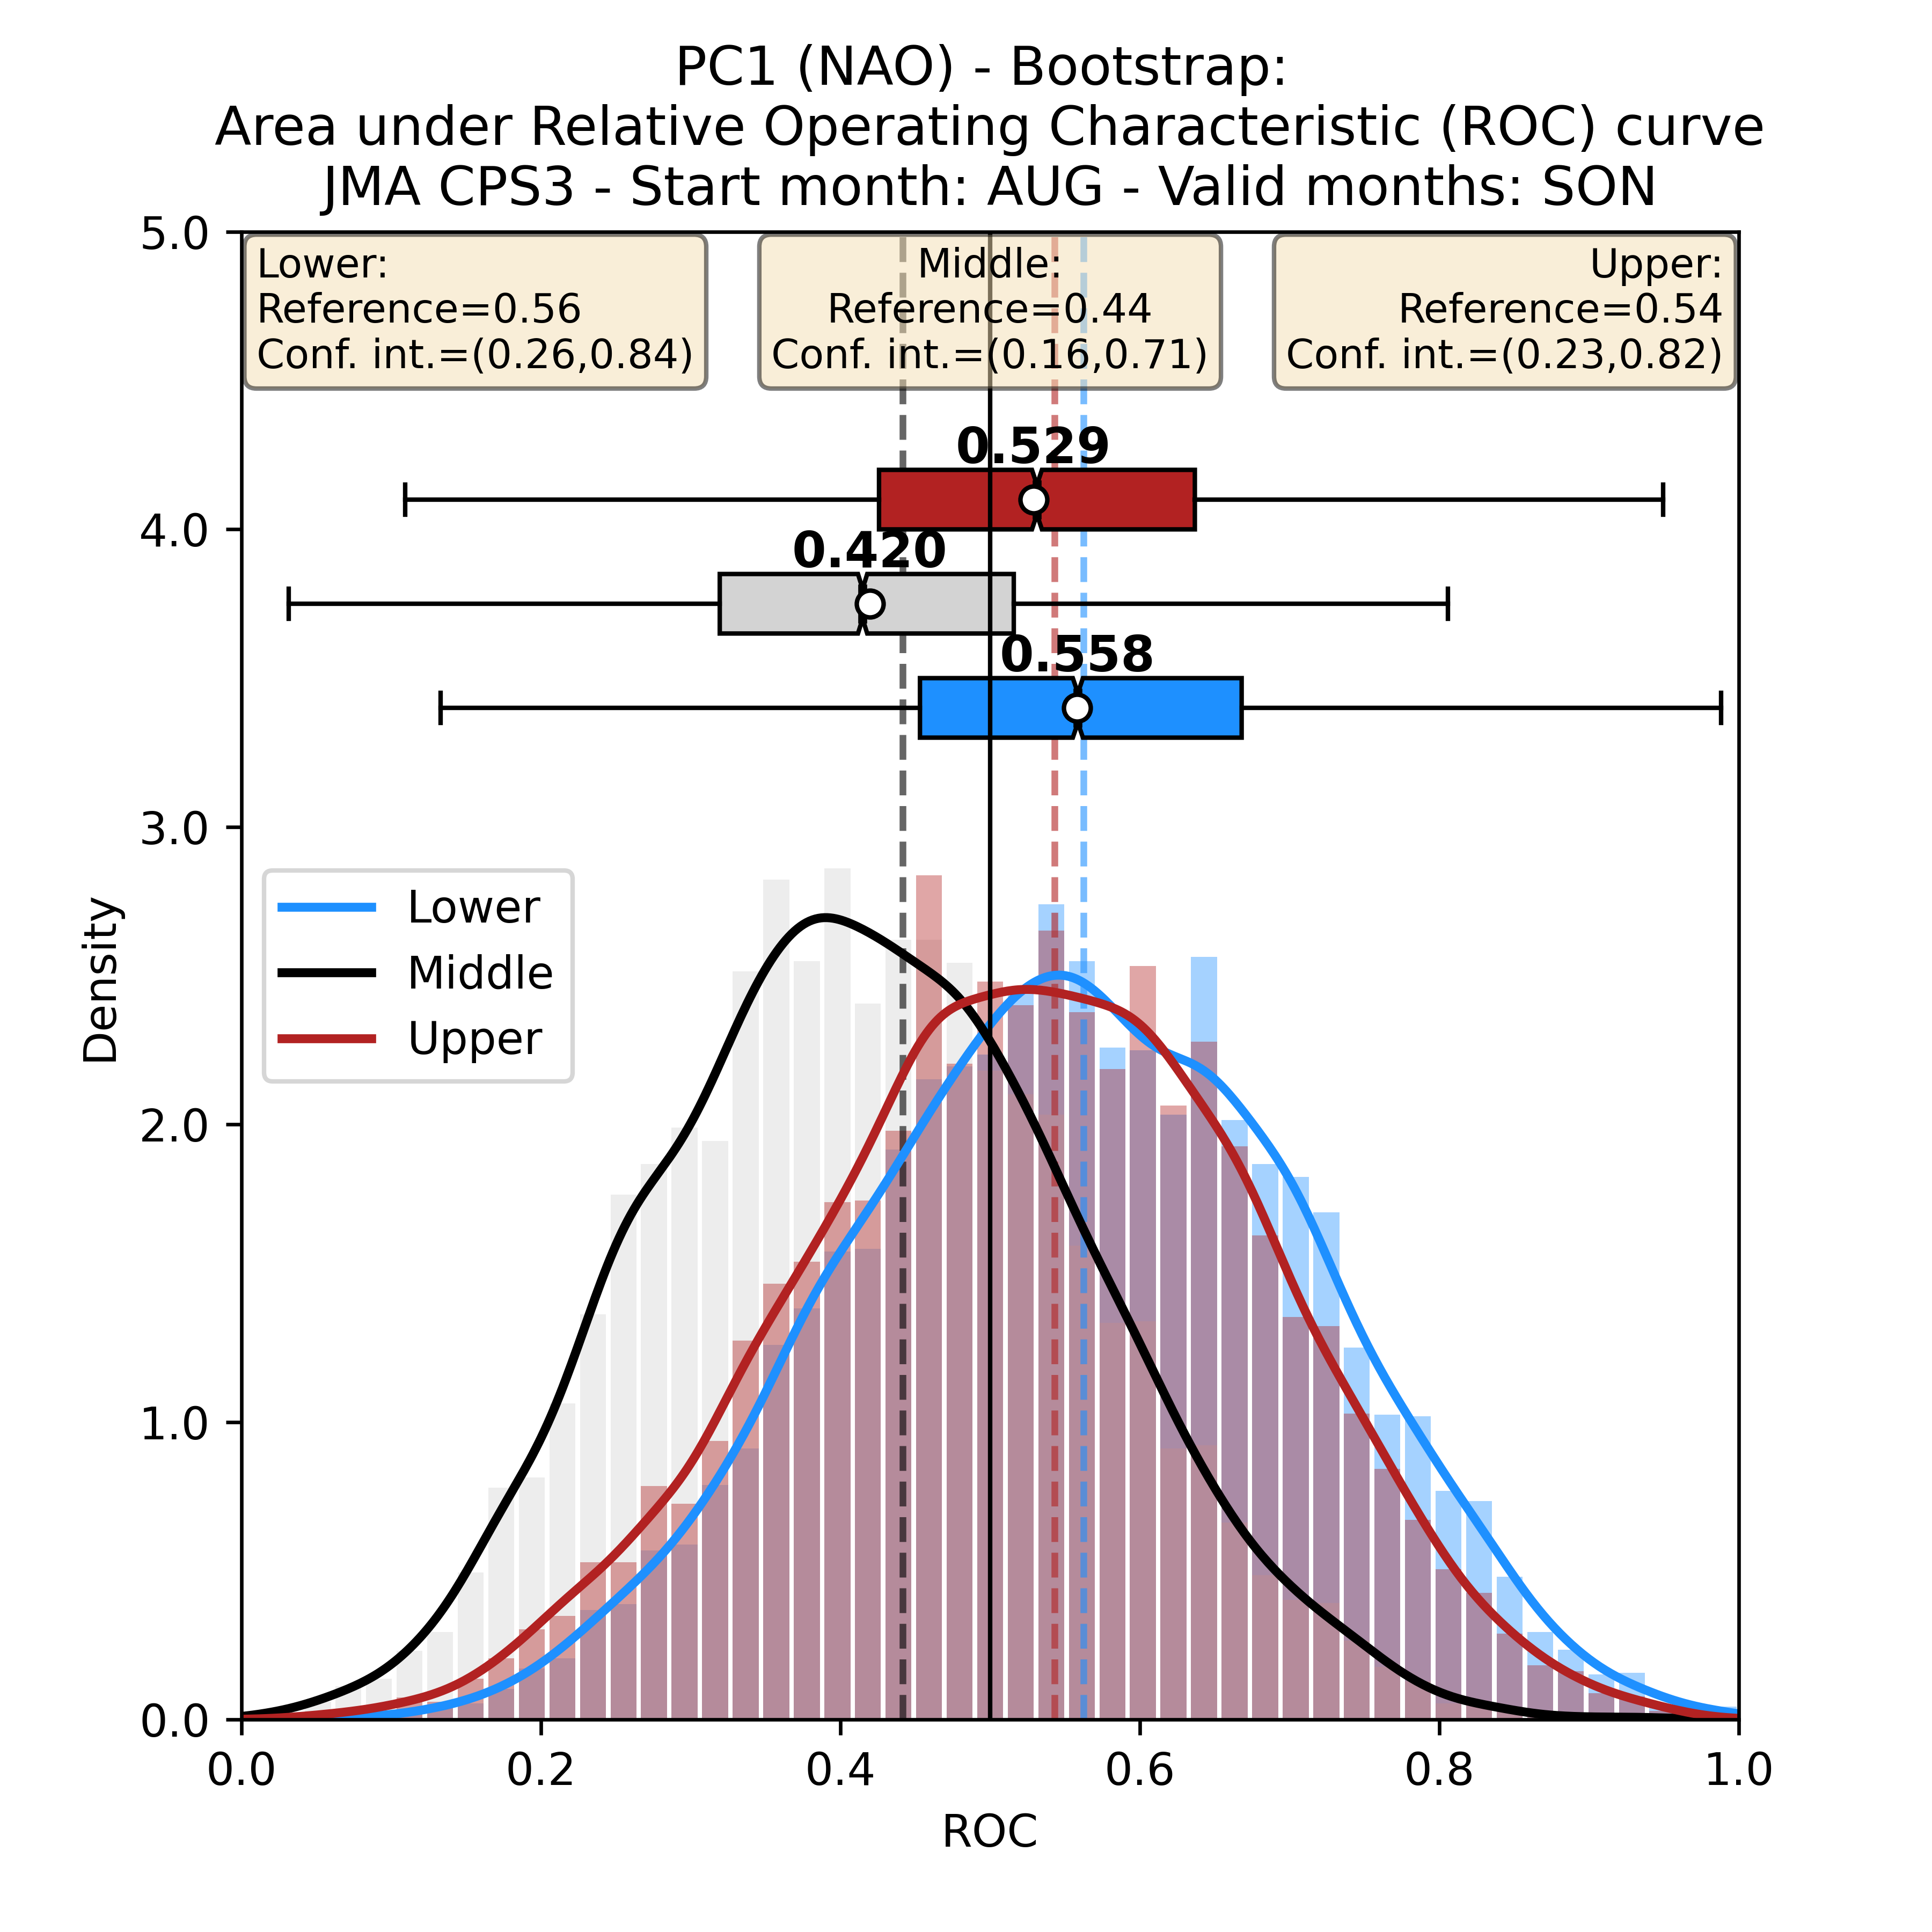 PC1 (NAO) - Bootstrap:
Area under Relative Operating Characteristic (ROC) curve
JMA CPS3 - Start month: AUG - Valid months: SON
Lower:
Reference=0.56
Conf. int.=(0.26,0.84)
Middle:
Reference=0.44
Conf. int.=(0.16,0.71)
Upper:
Reference=0.54
Conf. int.=(0.23,0.82)
0.529
0.420
0.558
Lower
Middle
Upper
Density
5.0
4.0
3.0
2.0
1.0
0.0
0.0 0.2 0.4 0.6 0.8 1.0
ROC